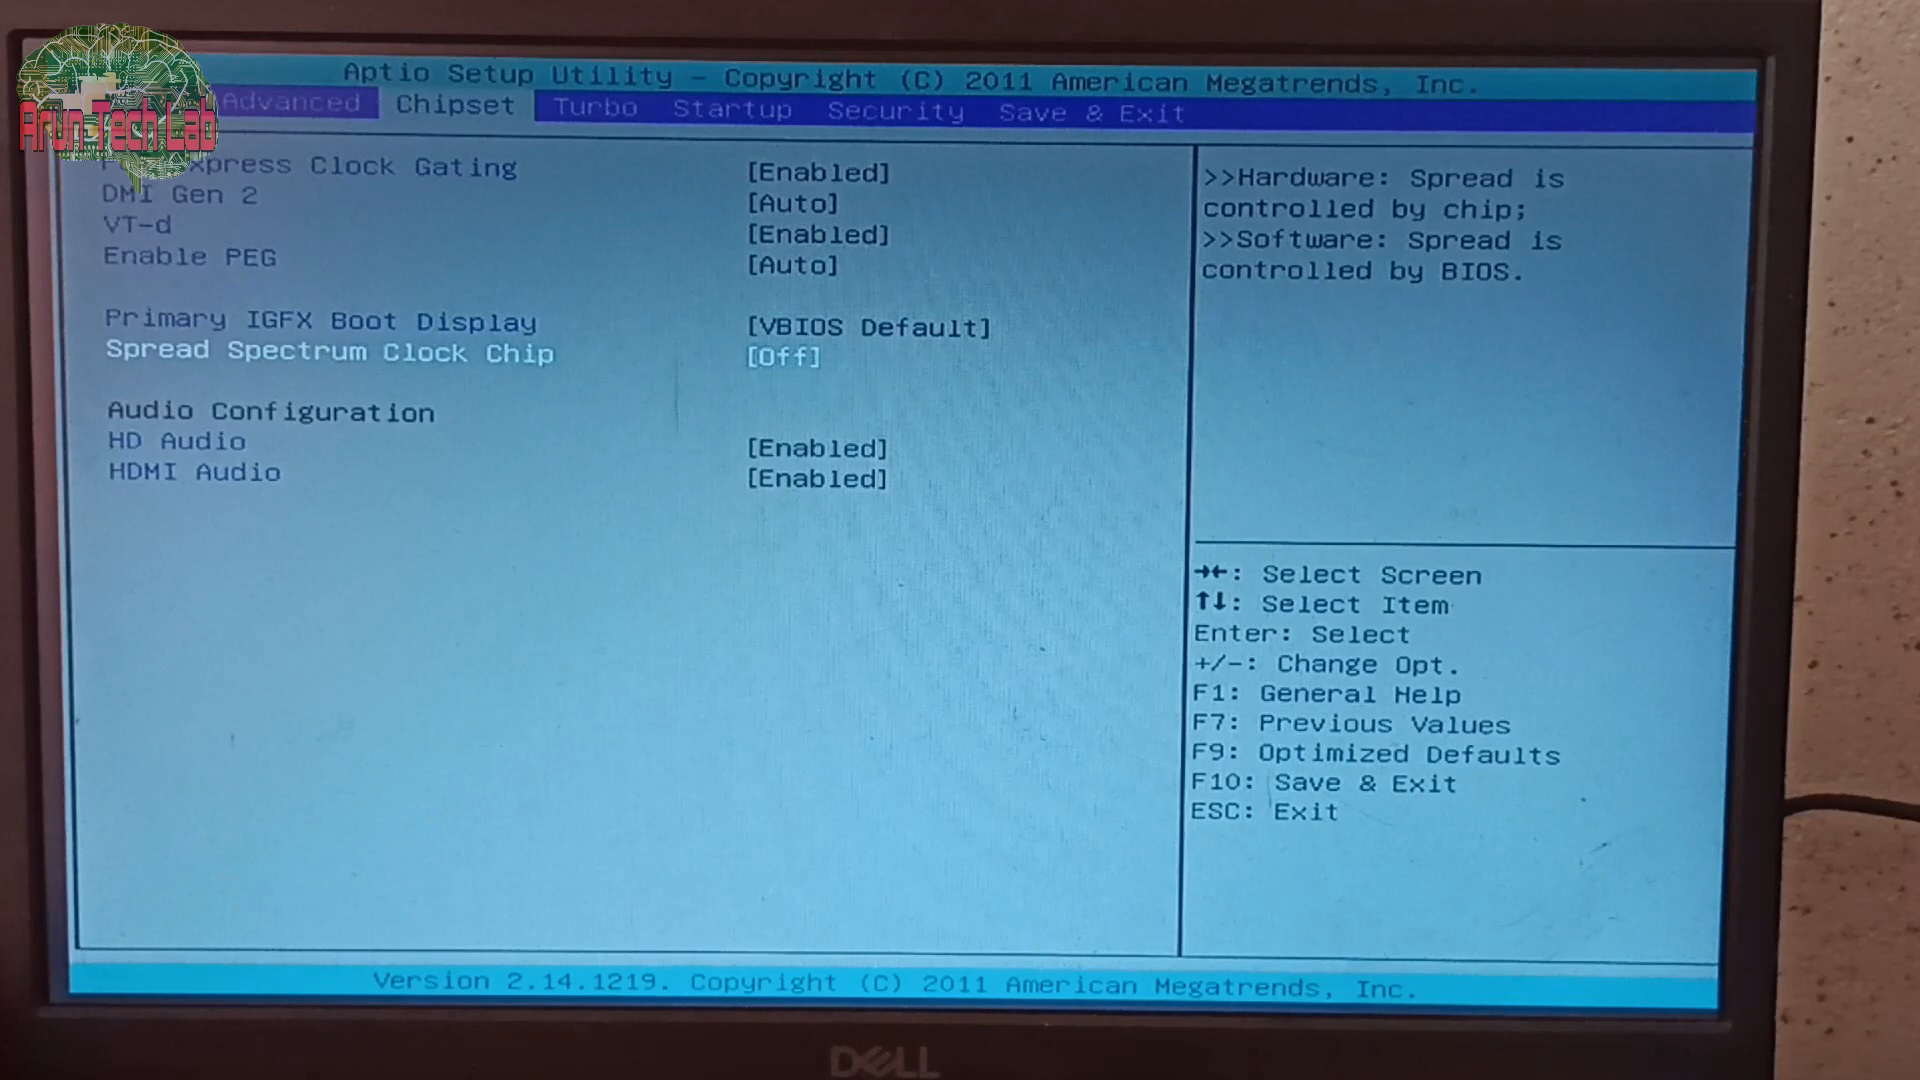 Aptio Setup Utility - Copyright (C) 2011 American Megatrends, Inc.
Advanced Chipset Turbo Startup Security Save & Exit
Arun Tech Lab
Clock Gating [Enabled]
DMI Gen 2 [Auto]
VT-d [Enabled]
Enable PEG [Auto]
Primary IGFX Boot Display [VBIOS Default]
Spread Spectrum Clock Chip [Off]
Audio Configuration
HD Audio [Enabled]
HDMI Audio [Enabled]
>>Hardware: Spread is
controlled by chip;
>>Software: Spread is
controlled by BIOS.
→←: Select Screen
↑↓: Select Item
Enter: Select
+/-: Change Opt.
F1: General Help
F7: Previous Values
F9: Optimized Defaults
F10: Save & Exit
ESC: Exit
Version 2.14.1219. Copyright (C) 2011 American Megatrends, Inc.
DELL